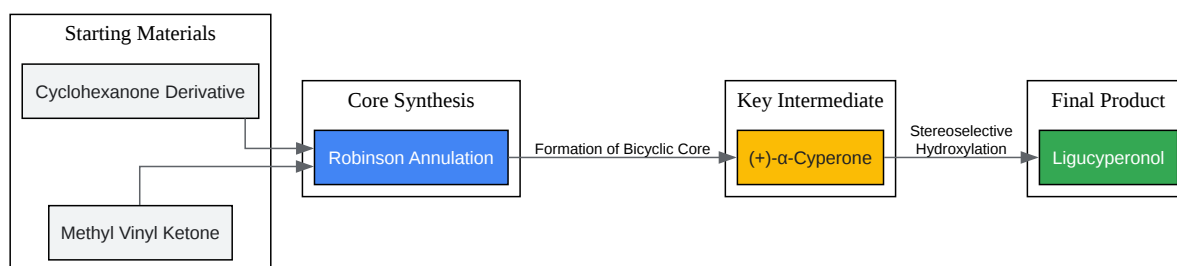 Starting Materials
Cyclohexanone Derivative
Methyl Vinyl Ketone
Core Synthesis
Robinson Annulation
Formation of Bicyclic Core
Key Intermediate
(+)-α-Cyperone
Stereoselective
Hydroxylation
Final Product
Ligucyperonol